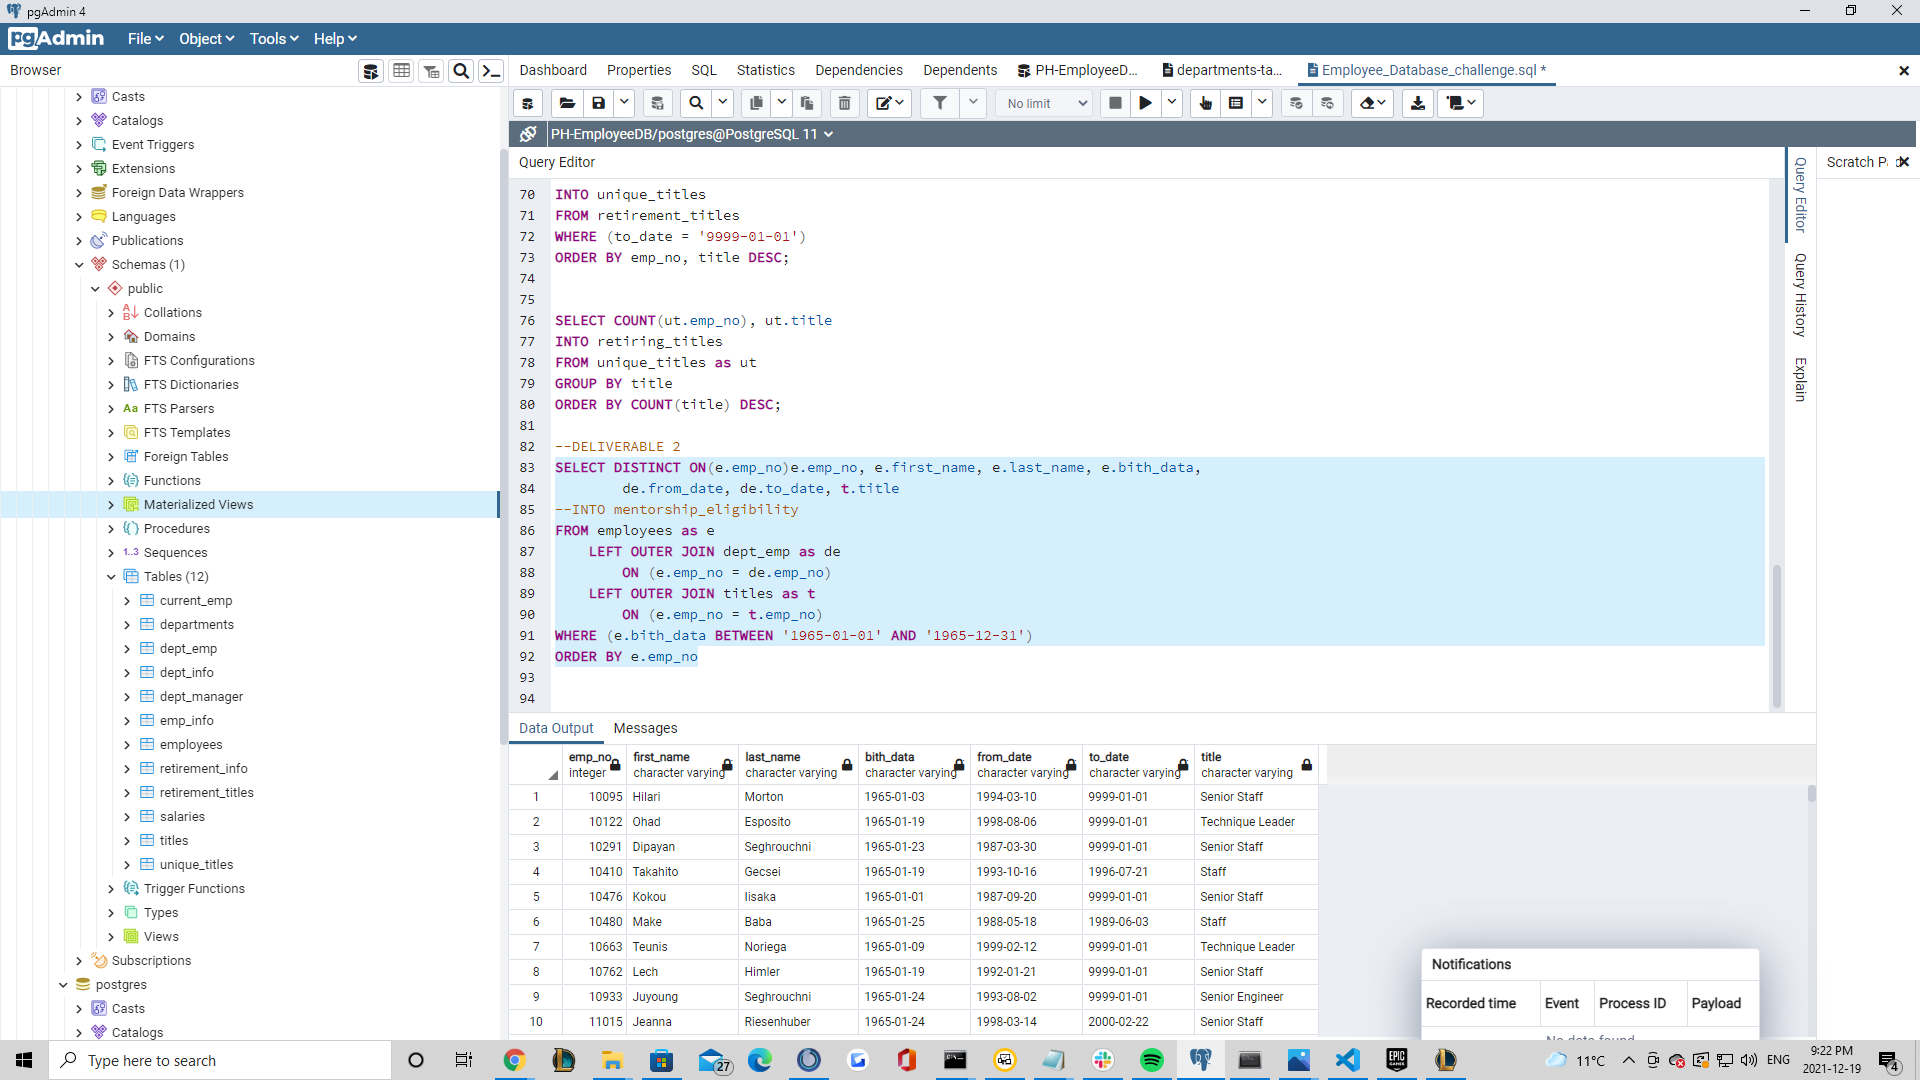 pgAdmin 4
pgAdmin File Object Tools Help
Browser
Dashboard Properties SQL Statistics Dependencies Dependents PH-EmployeeD... departments-ta... Employee_Database_challenge.sql *
No limit
PH-EmployeeDB/postgres@PostgreSQL 11
Query Editor
Scratch P
Query Editor
Query History
Explain
Casts
Catalogs
Event Triggers
Extensions
Foreign Data Wrappers
Languages
Publications
Schemas (1)
public
Collations
Domains
FTS Configurations
FTS Dictionaries
Aa FTS Parsers
FTS Templates
Foreign Tables
Functions
Materialized Views
Procedures
1..3 Sequences
Tables (12)
current_emp
departments
dept_emp
dept_info
dept_manager
emp_info
employees
retirement_info
retirement_titles
salaries
titles
unique_titles
Trigger Functions
Types
Views
Subscriptions
postgres
Casts
Catalogs
70 INTO unique_titles
71 FROM retirement_titles
72 WHERE (to_date = '9999-01-01')
73 ORDER BY emp_no, title DESC;
74
75
76 SELECT COUNT(ut.emp_no), ut.title
77 INTO retiring_titles
78 FROM unique_titles as ut
79 GROUP BY title
80 ORDER BY COUNT(title) DESC;
81
82 --DELIVERABLE 2
83 SELECT DISTINCT ON(e.emp_no)e.emp_no, e.first_name, e.last_name, e.bith_data,
84 de.from_date, de.to_date, t.title
85 --INTO mentorship_eligibility
86 FROM employees as e
87 LEFT OUTER JOIN dept_emp as de
88 ON (e.emp_no = de.emp_no)
89 LEFT OUTER JOIN titles as t
90 ON (e.emp_no = t.emp_no)
91 WHERE (e.bith_data BETWEEN '1965-01-01' AND '1965-12-31')
92 ORDER BY e.emp_no
93
94
Data Output Messages
emp_no first_name last_name bith_data from_date to_date title
integer character varying character varying character varying character varying character varying character varying
1 10095 Hilari Morton 1965-01-03 1994-03-10 9999-01-01 Senior Staff
2 10122 Ohad Esposito 1965-01-19 1998-08-06 9999-01-01 Technique Leader
3 10291 Dipayan Seghrouchni 1965-01-23 1987-03-30 9999-01-01 Senior Staff
4 10410 Takahito Gecsei 1965-01-19 1993-10-16 1996-07-21 Staff
5 10476 Kokou Iisaka 1965-01-01 1987-09-20 9999-01-01 Senior Staff
6 10480 Make Baba 1965-01-25 1988-05-18 1989-06-03 Staff
7 10663 Teunis Noriega 1965-01-09 1999-02-12 9999-01-01 Technique Leader
8 10762 Lech Himler 1965-01-19 1992-01-21 9999-01-01 Senior Staff
9 10933 Juyoung Seghrouchni 1965-01-24 1993-08-02 9999-01-01 Senior Engineer
10 11015 Jeanna Riesenhuber 1965-01-24 1998-03-14 2000-02-22 Senior Staff
Notifications
Recorded time Event Process ID Payload
No data found
Type here to search
27
EPIC GAMES
11°C
ENG
9:22 PM
2021-12-19
4